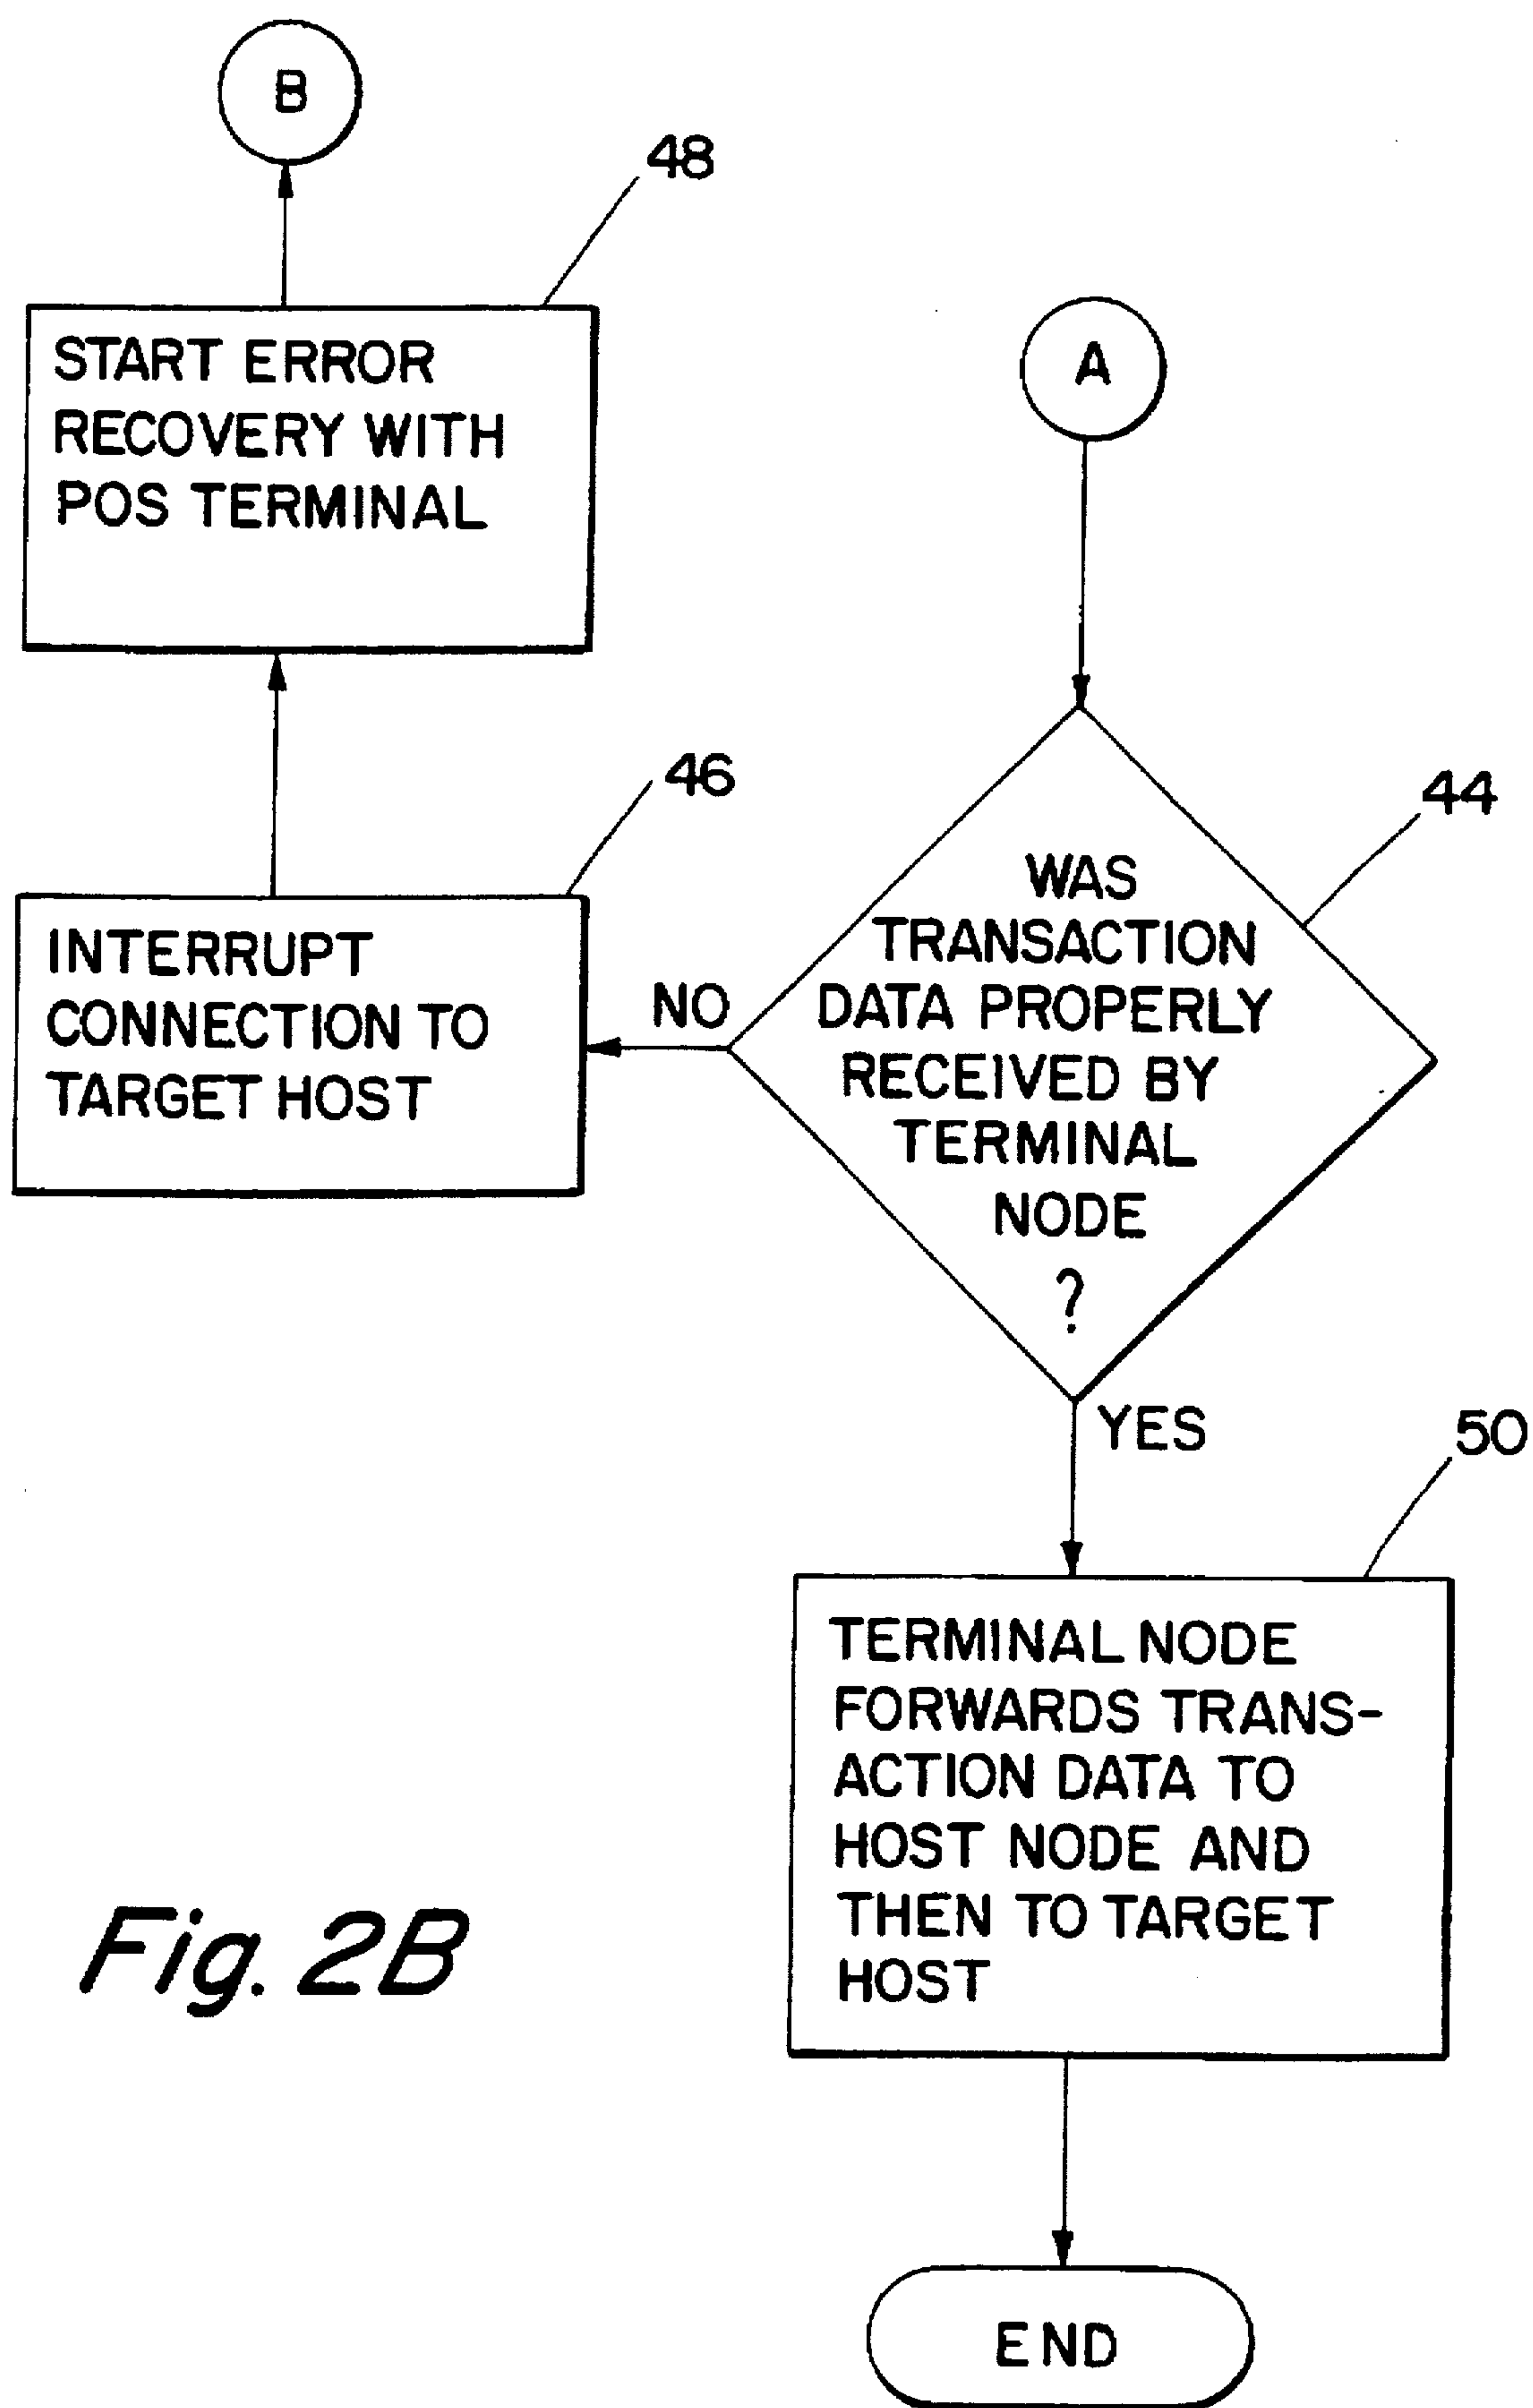 B
48
START ERROR
RECOVERY WITH
POS TERMINAL
A
46
INTERRUPT
CONNECTION TO
TARGET HOST
NO
44
WAS
TRANSACTION
DATA PROPERLY
RECEIVED BY
TERMINAL
NODE
?
YES
50
TERMINAL NODE
FORWARDS TRANS-
ACTION DATA TO
HOST NODE AND
THEN TO TARGET
HOST
END
Fig. 2B